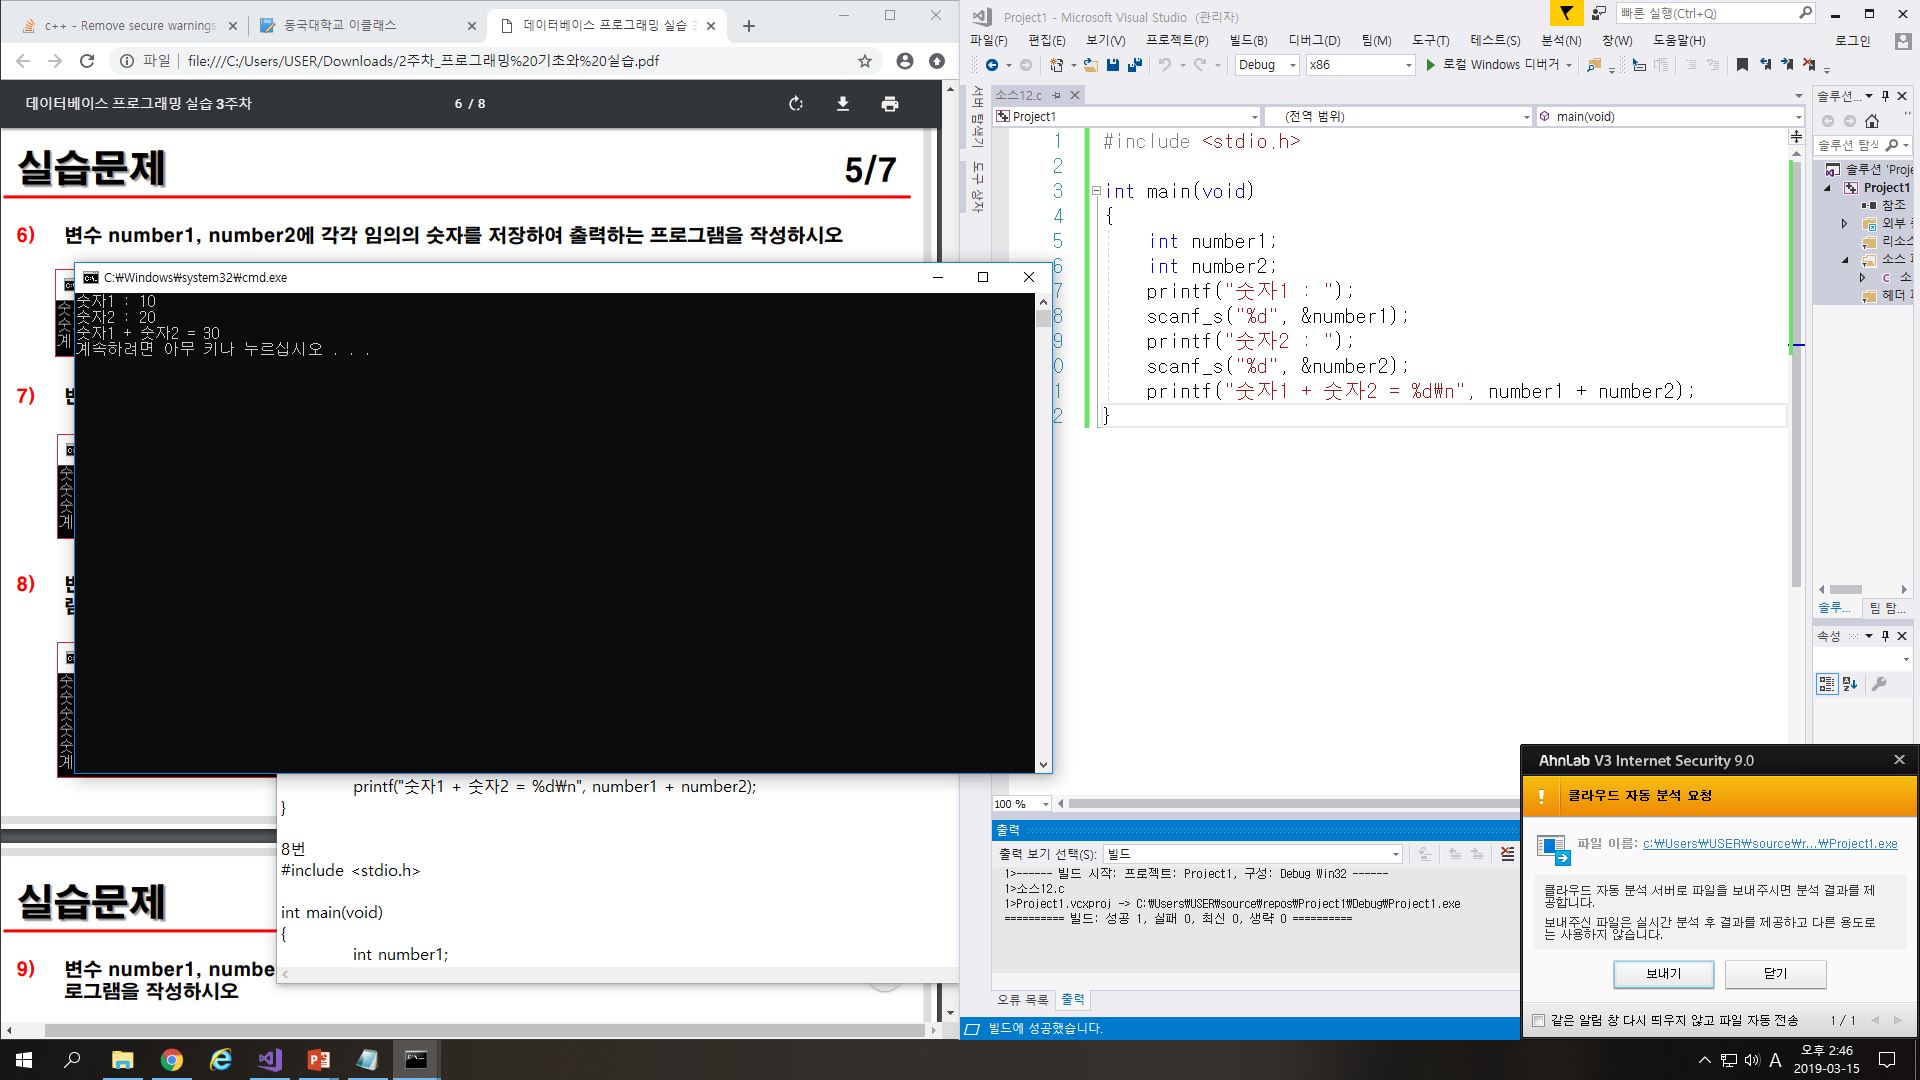 c++ - Remove secure warnings
동국대학교 이클래스
데이터베이스 프로그래밍 실습 3
파일
file:///C:/Users/USER/Downloads/2주차_프로그래밍%20기초와%20실습.pdf
데이터베이스 프로그래밍 실습 3주차
6 / 8
실습문제
5/7
6) 변수 number1, number2에 각각 임의의 숫자를 저장하여 출력하는 프로그램을 작성하시오
C:\Windows\system32\cmd.exe
숫자1 : 10
숫자2 : 20
숫자1 + 숫자2 = 30
계속하려면 아무 키나 누르십시오 . . .
숫
숫
계
7)
숫
숫
숫
계
8)
숫
숫
숫
숫
숫
계
printf("숫자1 + 숫자2 = %d\n", number1 + number2);
}
8번
#include <stdio.h>
int main(void)
{
int number1;
실습문제
9) 변수 number1, numbe
로그램을 작성하시오
Project1 - Microsoft Visual Studio (관리자)
빠른 실행(Ctrl+Q)
파일(F) 편집(E) 보기(V) 프로젝트(P) 빌드(B) 디버그(D) 팀(M) 도구(T) 테스트(S) 분석(N) 창(W) 도움말(H) 로그인
Debug x86 로컬 Windows 디버거
서버 탐색기
도구 상자
소스12.c
Project1 (전역 범위) main(void)
1 #include <stdio.h>
2
3 int main(void)
4 {
5 int number1;
6 int number2;
7 printf("숫자1 : ");
8 scanf_s("%d", &number1);
9 printf("숫자2 : ");
0 scanf_s("%d", &number2);
1 printf("숫자1 + 숫자2 = %d\n", number1 + number2);
2 }
100 %
출력
출력 보기 선택(S): 빌드
1>------ 빌드 시작: 프로젝트: Project1, 구성: Debug Win32 ------
1>소스12.c
1>Project1.vcxproj -> C:\Users\USER\source\repos\Project1\Debug\Project1.exe
========== 빌드: 성공 1, 실패 0, 최신 0, 생략 0 ==========
오류 목록 출력
빌드에 성공했습니다.
솔루션...
솔루션 탐색
솔루션 'Proje
Project1
참조
외부
리소스
소스
소
헤더
솔루... 팀 탐...
속성
AhnLab V3 Internet Security 9.0
클라우드 자동 분석 요청
파일 이름: c:\Users\USER\source\r...\Project1.exe
클라우드 자동 분석 서버로 파일을 보내주시면 분석 결과를 제
공합니다.
보내주신 파일은 실시간 분석 후 결과를 제공하고 다른 용도로
는 사용하지 않습니다.
보내기 닫기
같은 알림 창 다시 띄우지 않고 파일 자동 전송 1 / 1
A
오후 2:46
2019-03-15